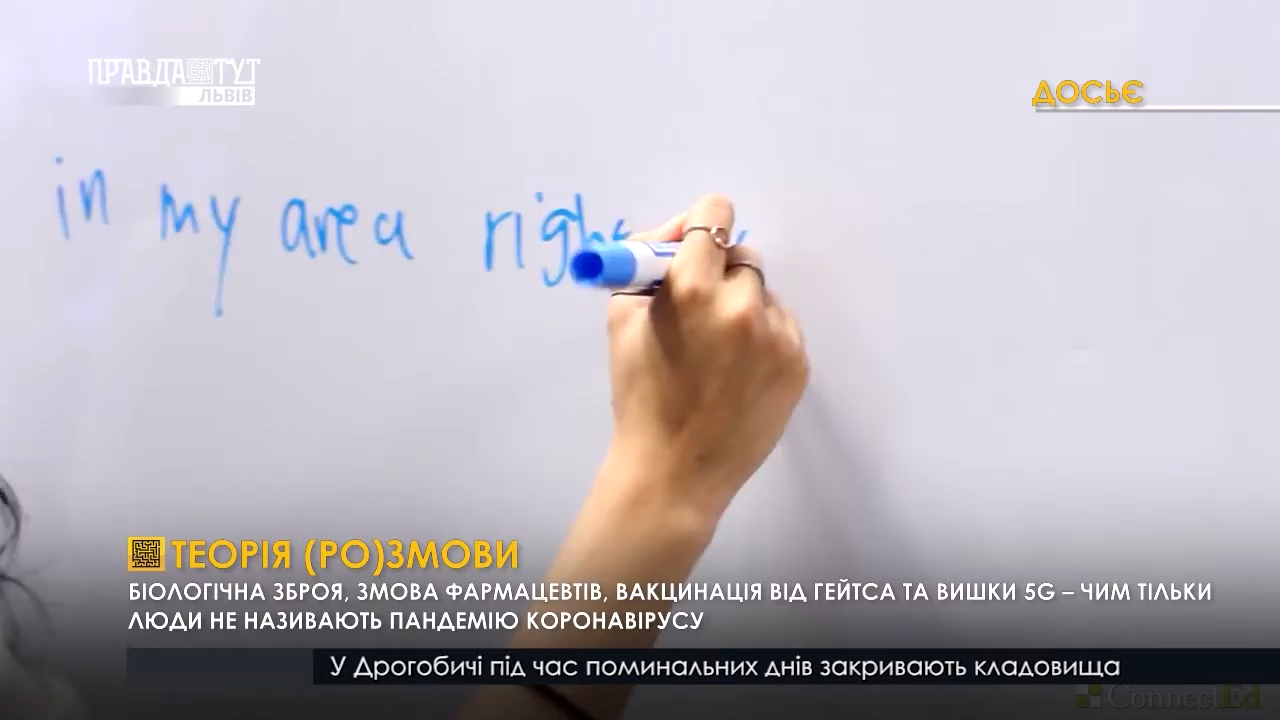 ПРАВДА ТУТ
ЛЬВІВ
ДОСЬЄ
in my area right
ТЕОРІЯ (РО)ЗМОВИ
БІОЛОГІЧНА ЗБРОЯ, ЗМОВА ФАРМАЦЕВТІВ, ВАКЦИНАЦІЯ ВІД ГЕЙТСА ТА ВИШКИ 5G – ЧИМ ТІЛЬКИ
ЛЮДИ НЕ НАЗИВАЮТЬ ПАНДЕМІЮ КОРОНАВІРУСУ
У Дрогобичі під час поминальних днів закривають кладовища
ConnectEd